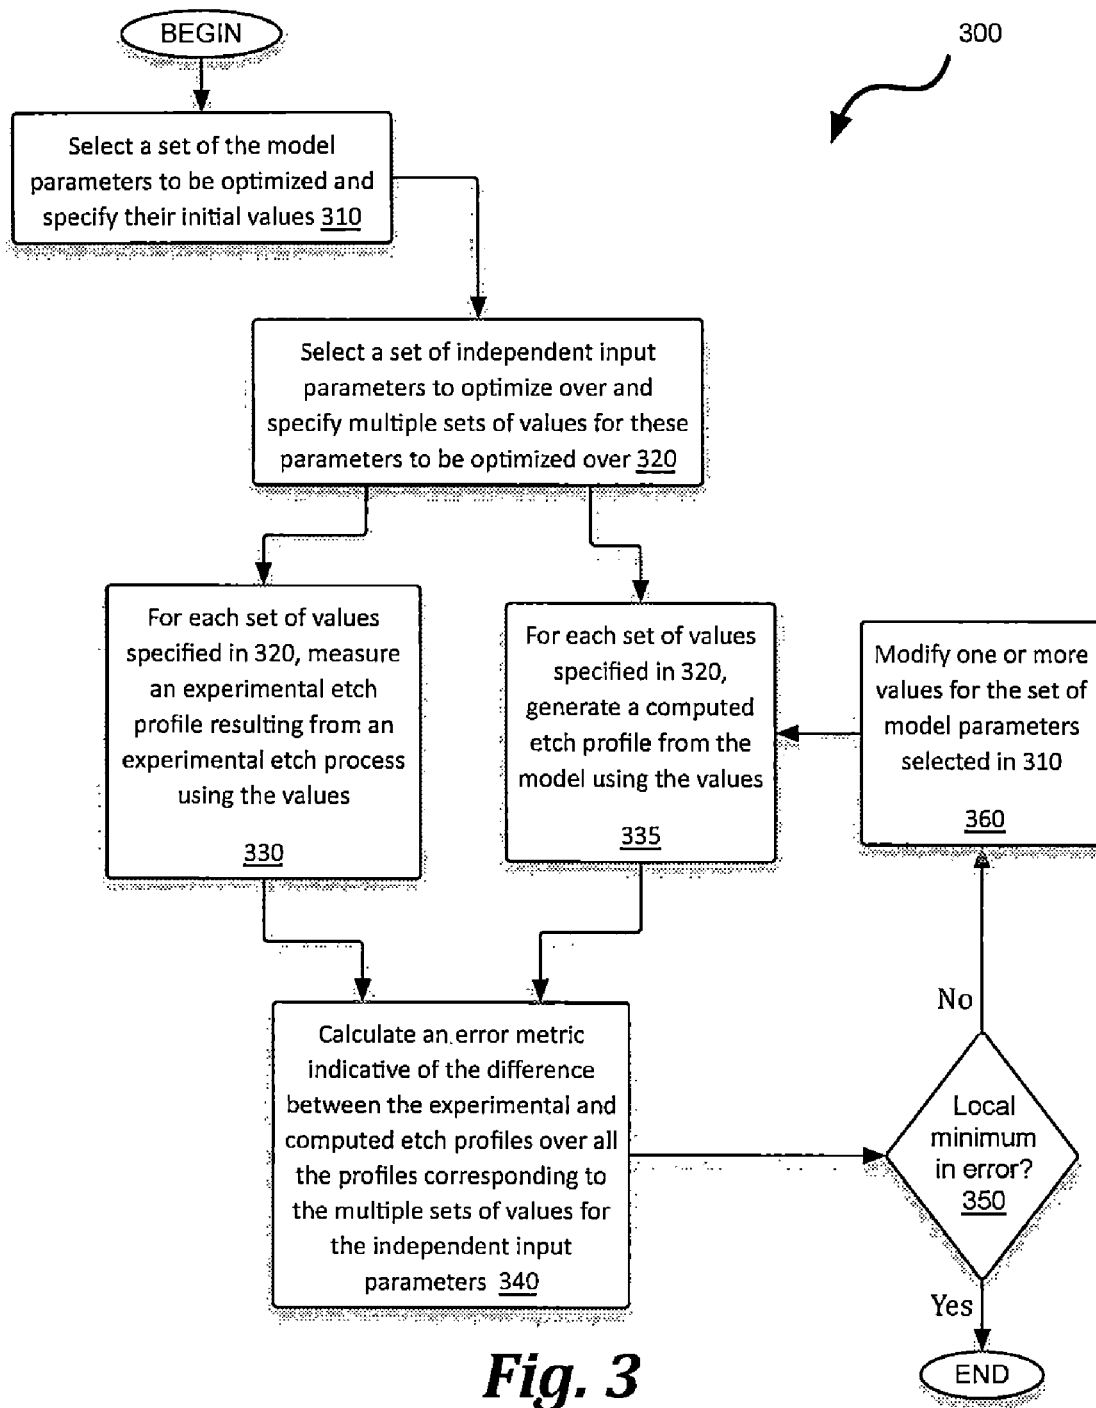 BEGIN
300
Select a set of the model
parameters to be optimized and
specify their initial values 310
Select a set of independent input
parameters to optimize over and
specify multiple sets of values for these
parameters to be optimized over 320
For each set of values
specified in 320, measure
an experimental etch
profile resulting from an
experimental etch process
using the values
330
For each set of values
specified in 320,
generate a computed
etch profile from the
model using the values
335
Modify one or more
values for the set of
model parameters
selected in 310
360
Calculate an error metric
indicative of the difference
between the experimental and
computed etch profiles over all
the profiles corresponding to
the multiple sets of values for
the independent input
parameters 340
No
Local
minimum
in error?
350
Yes
END
Fig. 3